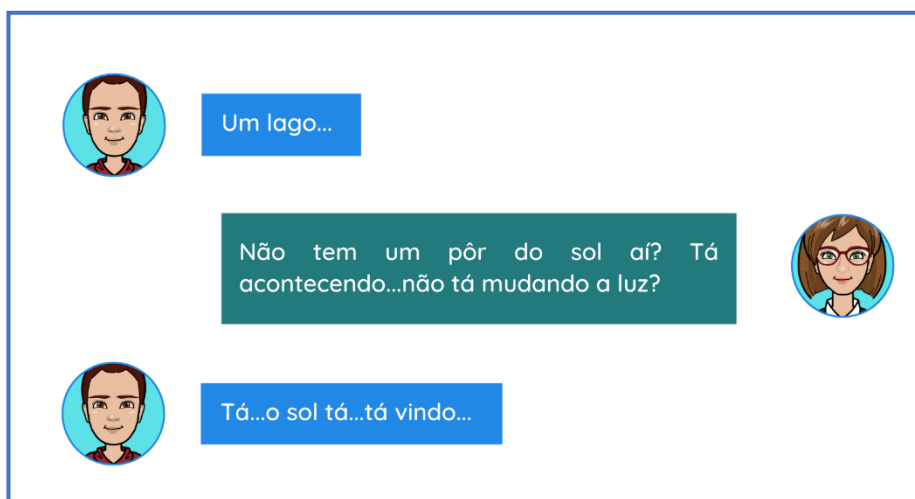 Um lago...
Não tem um pôr do sol aí? Tá
acontecendo...não tá mudando a luz?
Tá...o sol tá...tá vindo...